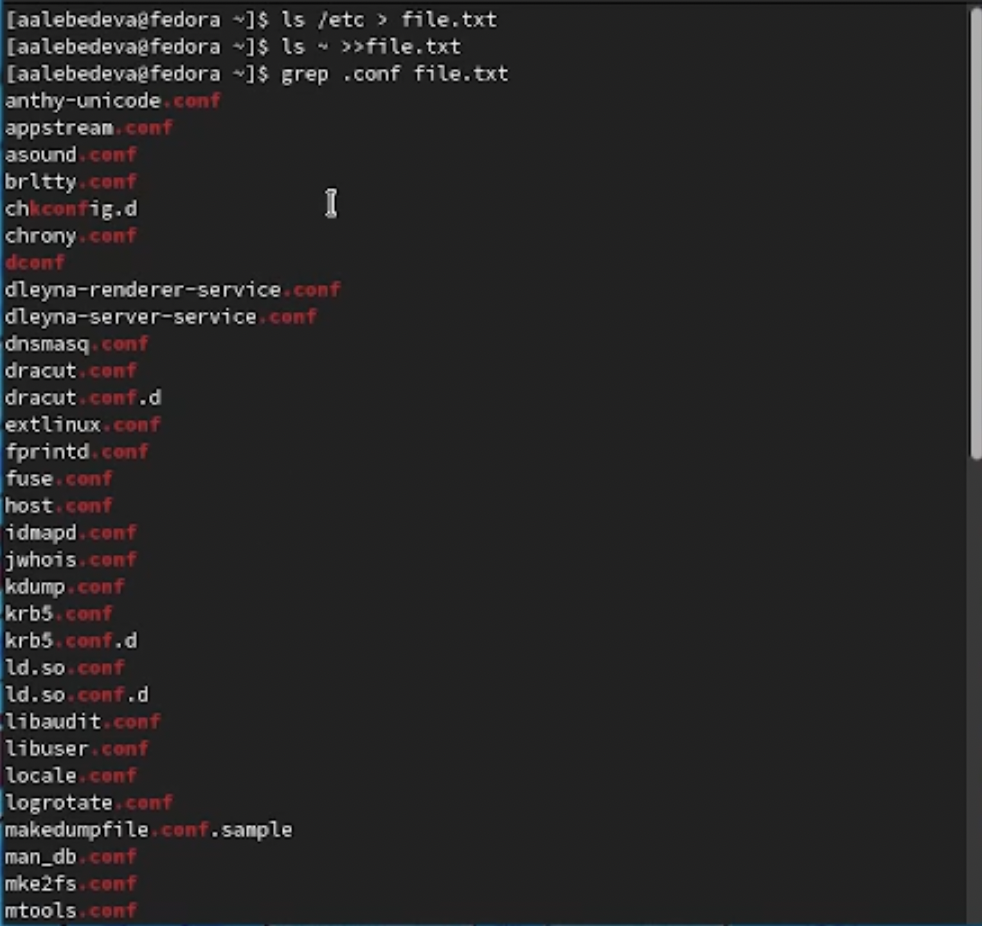 [aalebedeva@fedora ~]$ ls /etc > file.txt
[aalebedeva@fedora ~]$ ls ~ >>file.txt
[aalebedeva@fedora ~]$ grep .conf file.txt
anthy-unicode.conf
appstream.conf
asound.conf
brltty.conf
chkconfig.d
chrony.conf
dconf
dleyna-renderer-service.conf
dleyna-server-service.conf
dnsmasq.conf
dracut.conf
dracut.conf.d
extlinux.conf
fprintd.conf
fuse.conf
host.conf
idmapd.conf
jwhois.conf
kdump.conf
krb5.conf
krb5.conf.d
ld.so.conf
ld.so.conf.d
libaudit.conf
libuser.conf
locale.conf
logrotate.conf
makedumpfile.conf.sample
man_db.conf
mke2fs.conf
mtools.conf